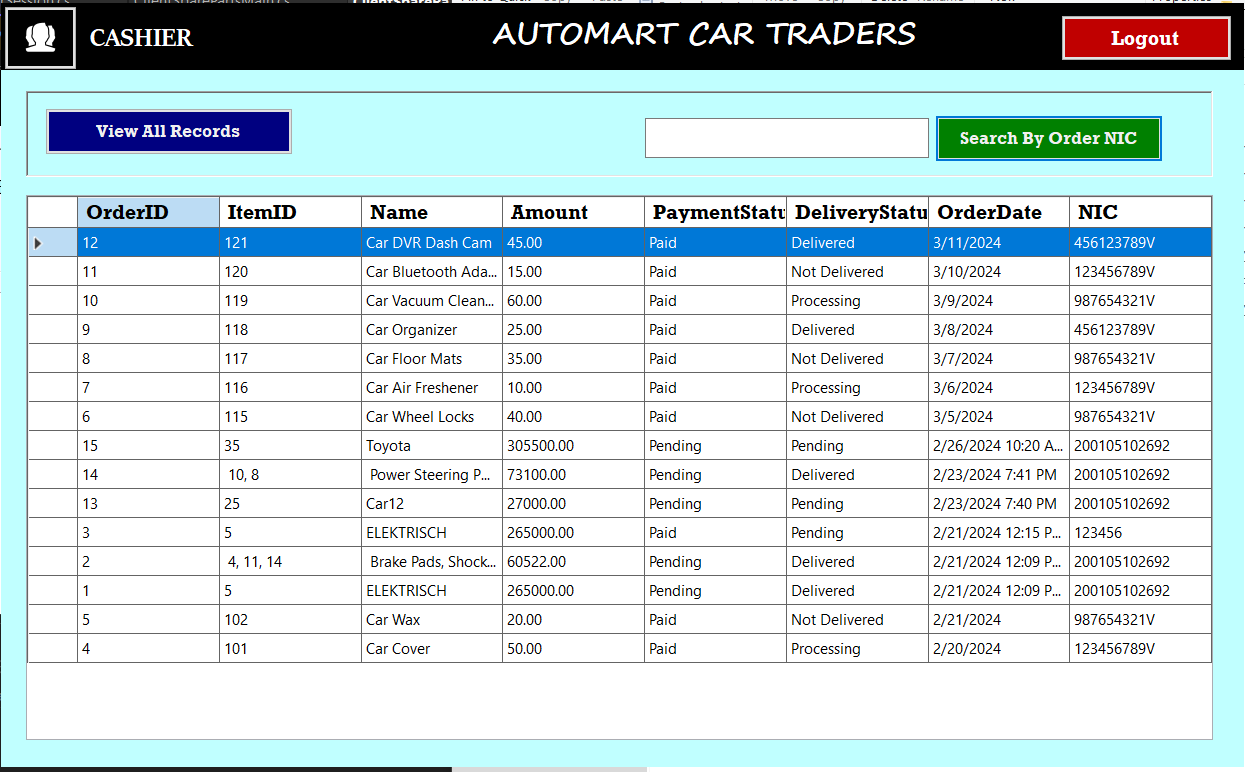 CASHIER
AUTOMART CAR TRADERS
Logout
View All Records
Search By Order NIC
OrderID ItemID Name Amount PaymentStatu DeliveryStatu OrderDate NIC
12 121 Car DVR Dash Cam 45.00 Paid Delivered 3/11/2024 456123789V
11 120 Car Bluetooth Ada... 15.00 Paid Not Delivered 3/10/2024 123456789V
10 119 Car Vacuum Clean... 60.00 Paid Processing 3/9/2024 987654321V
9 118 Car Organizer 25.00 Paid Delivered 3/8/2024 456123789V
8 117 Car Floor Mats 35.00 Paid Not Delivered 3/7/2024 987654321V
7 116 Car Air Freshener 10.00 Paid Processing 3/6/2024 123456789V
6 115 Car Wheel Locks 40.00 Paid Not Delivered 3/5/2024 987654321V
15 35 Toyota 305500.00 Pending Pending 2/26/2024 10:20 A... 200105102692
14 10, 8 Power Steering P... 73100.00 Pending Delivered 2/23/2024 7:41 PM 200105102692
13 25 Car12 27000.00 Pending Pending 2/23/2024 7:40 PM 200105102692
3 5 ELEKTRISCH 265000.00 Paid Pending 2/21/2024 12:15 P... 123456
2 4, 11, 14 Brake Pads, Shock... 60522.00 Pending Delivered 2/21/2024 12:09 P... 200105102692
1 5 ELEKTRISCH 265000.00 Pending Delivered 2/21/2024 12:09 P... 200105102692
5 102 Car Wax 20.00 Paid Not Delivered 2/21/2024 987654321V
4 101 Car Cover 50.00 Paid Processing 2/20/2024 123456789V